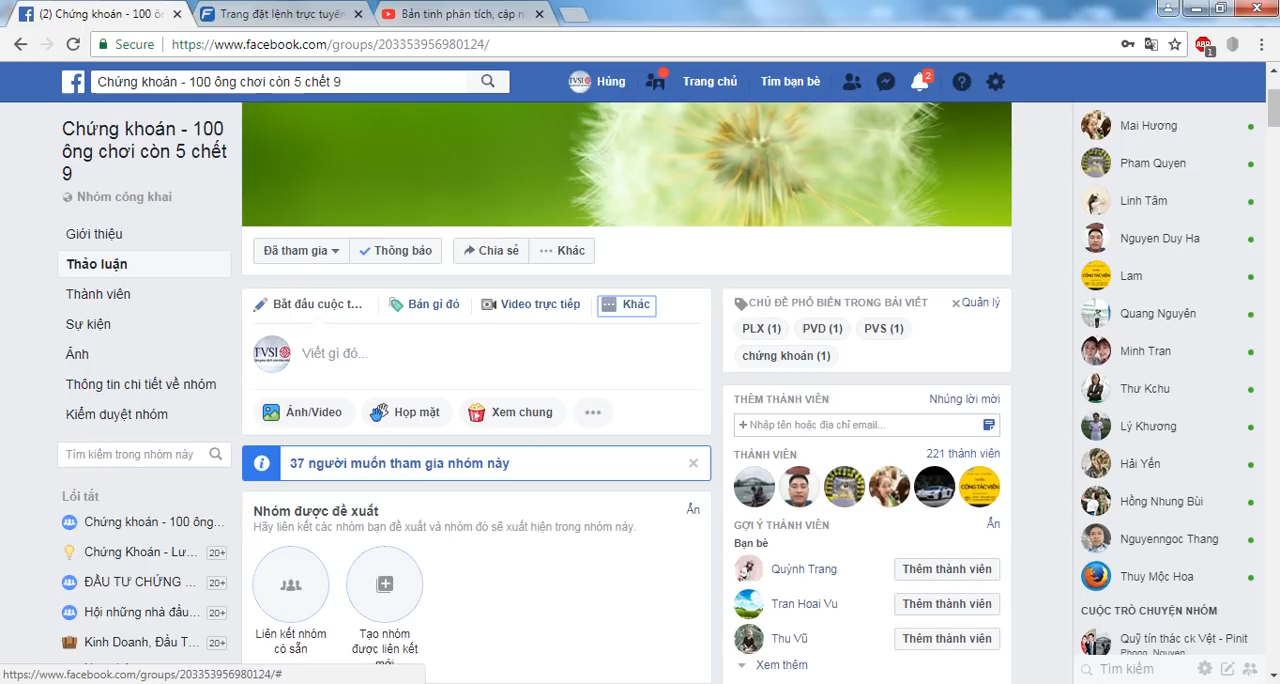 (2) Chứng khoán - 100 ô
Trang đặt lệnh trực tuyến
Bản tin phân tích, cập n
Secure
https://www.facebook.com/groups/203353956980124/
ABP
1
Chứng khoán - 100 ông chơi còn 5 chết 9
TVSI
Hùng
Trang chủ
Tìm bạn bè
2
Chứng khoán - 100
ông chơi còn 5 chết
9
Nhóm công khai
Giới thiệu
Thảo luận
Thành viên
Sự kiện
Ảnh
Thông tin chi tiết về nhóm
Kiểm duyệt nhóm
Tìm kiếm trong nhóm này
Lối tắt
Chứng khoán - 100 ông...
Chứng Khoán - Lư... 20+
ĐẦU TƯ CHỨNG ... 20+
Hội những nhà đầu... 20+
Kinh Doanh, Đầu T... 20+
Đã tham gia
Thông báo
Chia sẻ
Khác
Bắt đầu cuộc t...
Bán gì đó
Video trực tiếp
Khác
TVSI
Viết gì đó...
Ảnh/Video
Họp mặt
Xem chung
37 người muốn tham gia nhóm này
Nhóm được đề xuất
Ẩn
Hãy liên kết các nhóm bạn đề xuất và nhóm đó sẽ xuất hiện trong nhóm này.
Liên kết nhóm
có sẵn
Tạo nhóm
được liên kết
mới
CHỦ ĐỀ PHỔ BIẾN TRONG BÀI VIẾT
Quản lý
PLX (1)
PVD (1)
PVS (1)
chứng khoán (1)
THÊM THÀNH VIÊN
Nhúng lời mời
+ Nhập tên hoặc địa chỉ email...
THÀNH VIÊN
221 thành viên
CỘNG TÁC VIÊN
GỢI Ý THÀNH VIÊN
Ẩn
Bạn bè
Quỳnh Trang
Thêm thành viên
Tran Hoai Vu
Thêm thành viên
Thu Vũ
Thêm thành viên
Xem thêm
Mai Hương
Pham Quyen
Linh Tâm
Nguyen Duy Ha
Lam
Quang Nguyên
Minh Tran
Thư Kchu
Lý Khương
Hải Yến
Hồng Nhung Bùi
Nguyenngoc Thang
Thuy Mộc Hoa
CUỘC TRÒ CHUYỆN NHÓM
Quỹ tín thác ck Vệt - Pinit
Phong, Nguyen
Tìm kiếm
https://www.facebook.com/groups/203353956980124/#